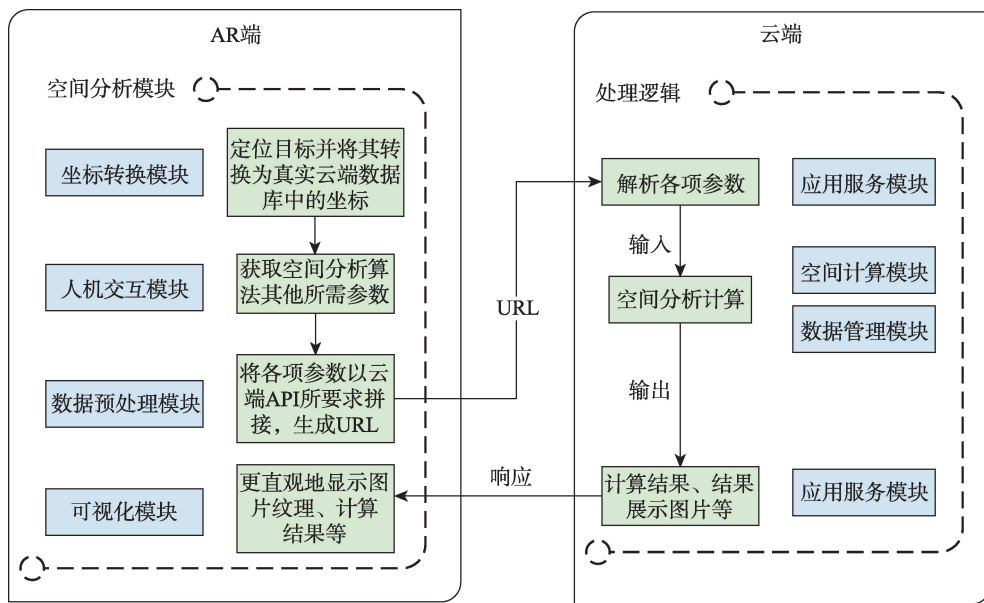 AR端
空间分析模块
坐标转换模块
定位目标并将其转
换为真实云端数据
库中的坐标
人机交互模块
获取空间分析算
法其他所需参数
数据预处理模块
将各项参数以云
端API所要求拼
接，生成URL
可视化模块
更直观地显示图
片纹理、计算
结果等
URL
响应
云端
处理逻辑
解析各项参数
应用服务模块
输入
空间分析计算
空间计算模块
数据管理模块
输出
计算结果、结果
展示图片等
应用服务模块